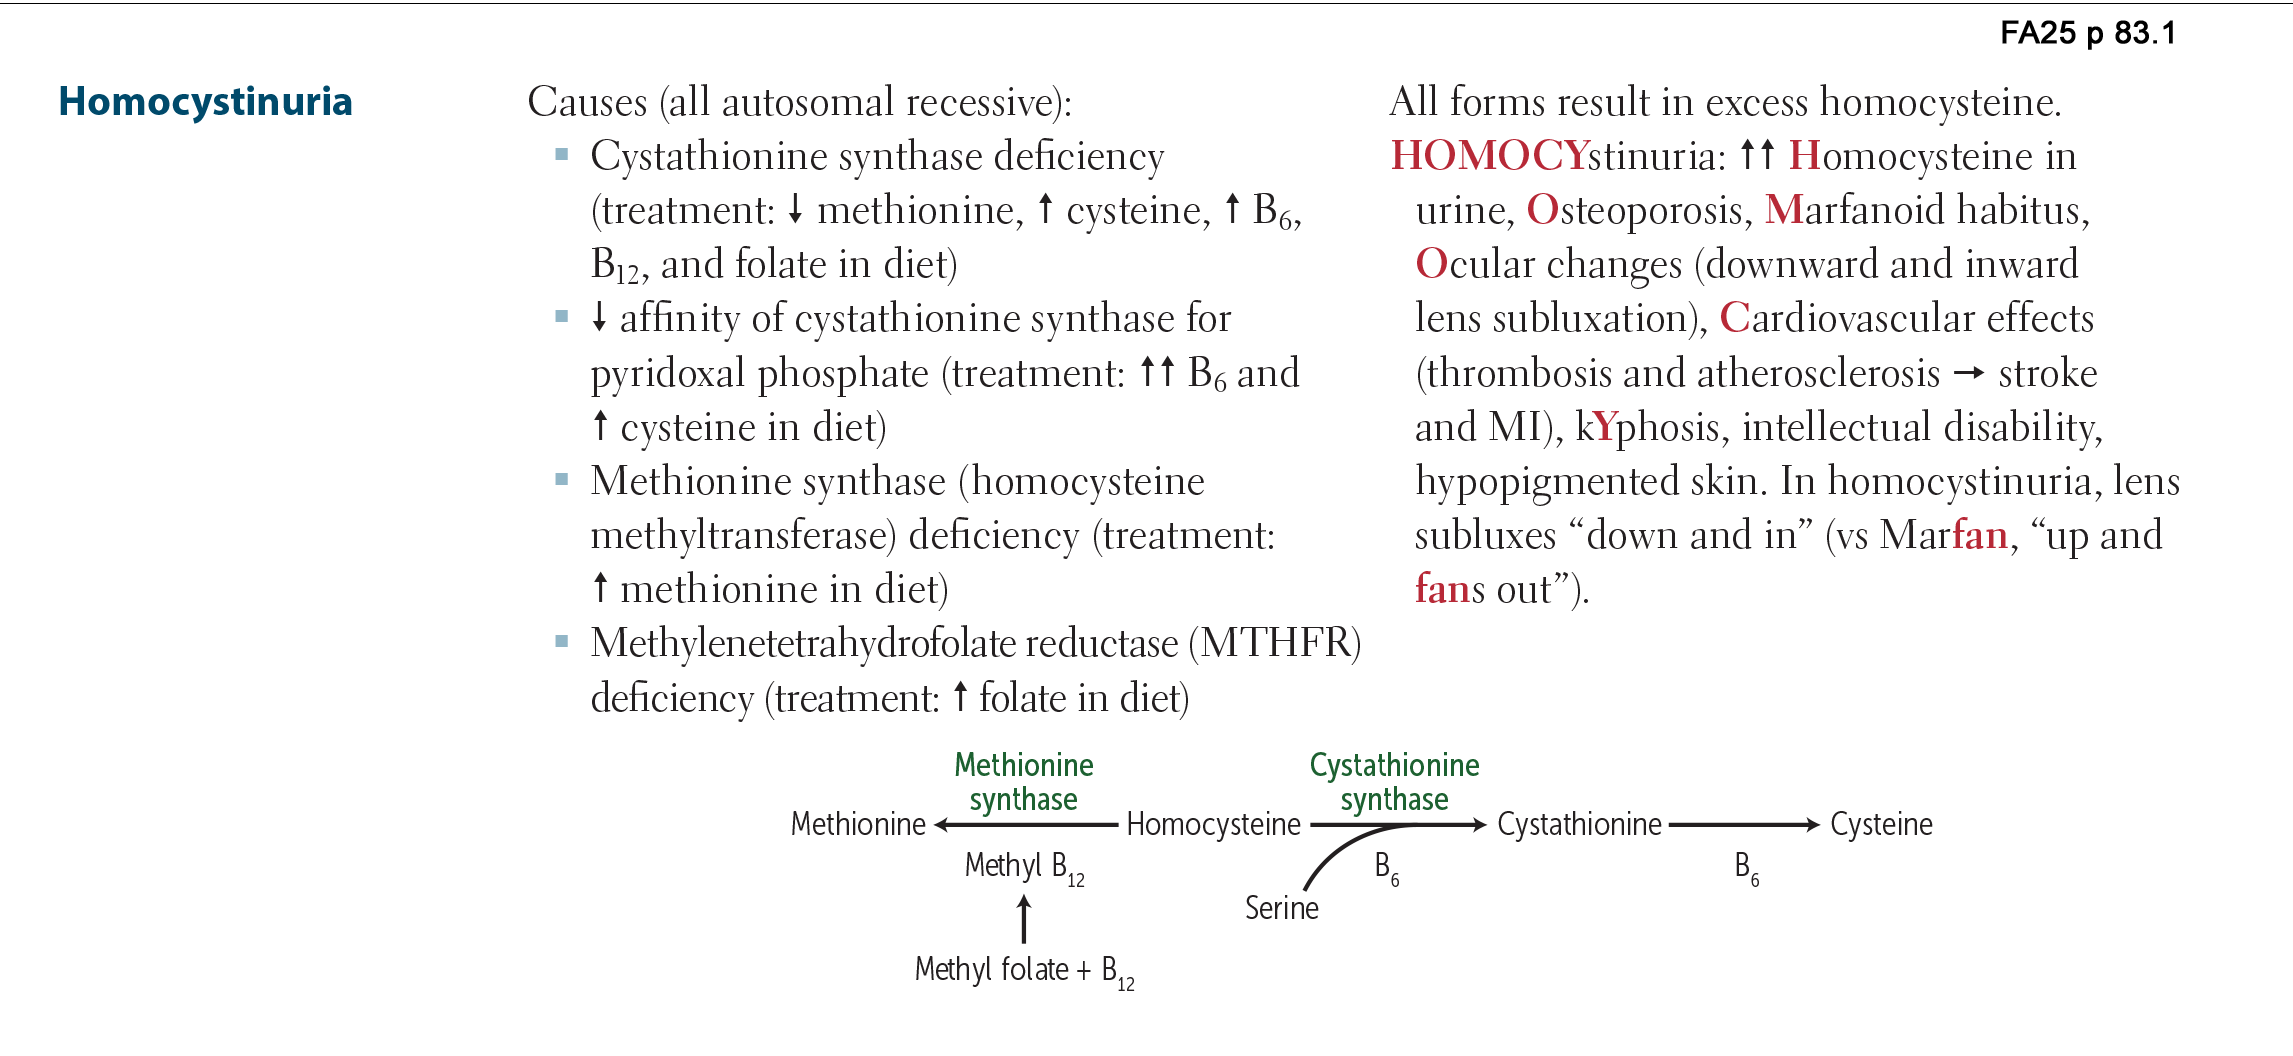 FA25 p 83.1
Homocystinuria
Causes (all autosomal recessive):
▪ Cystathionine synthase deficiency
(treatment: ↓ methionine, ↑ cysteine, ↑ B6,
B12, and folate in diet)
▪ ↓ affinity of cystathionine synthase for
pyridoxal phosphate (treatment: ↑↑ B6 and
↑ cysteine in diet)
▪ Methionine synthase (homocysteine
methyltransferase) deficiency (treatment:
↑ methionine in diet)
▪ Methylenetetrahydrofolate reductase (MTHFR)
deficiency (treatment: ↑ folate in diet)
All forms result in excess homocysteine.
HOMOCYstinuria: ↑↑ Homocysteine in
urine, Osteoporosis, Marfanoid habitus,
Ocular changes (downward and inward
lens subluxation), Cardiovascular effects
(thrombosis and atherosclerosis → stroke
and MI), kYphosis, intellectual disability,
hypopigmented skin. In homocystinuria, lens
subluxes “down and in” (vs Marfan, “up and
fans out”).
Methionine
synthase
Cystathionine
synthase
Methionine
Homocysteine
Cystathionine
Cysteine
Methyl B12
B6
B6
Serine
Methyl folate + B12